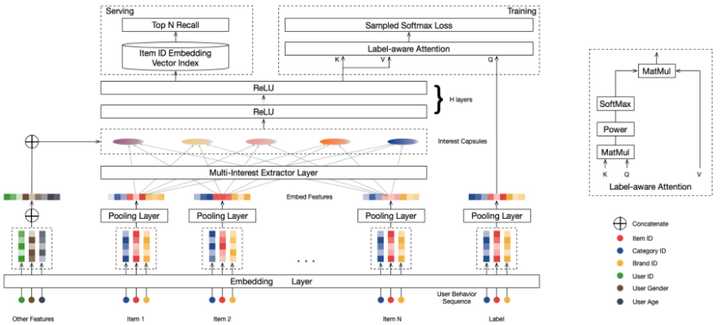 Serving
Training
Top N Recall
Item ID Embedding
Vector Index
Sampled Softmax Loss
Label-aware Attention
K
V
Q
ReLU
ReLU
H layers
Interest Capsules
Multi-Interest Extractor Layer
Embed Features
Pooling Layer
Pooling Layer
Pooling Layer
Pooling Layer
. . .
Embedding Layer
User Behavior
Sequence
Other Features
Item 1
Item 2
Item N
Label
MatMul
SoftMax
Power
MatMul
K
Q
V
Label-aware Attention
Concatenate
Item ID
Category ID
Brand ID
User ID
User Gender
User Age